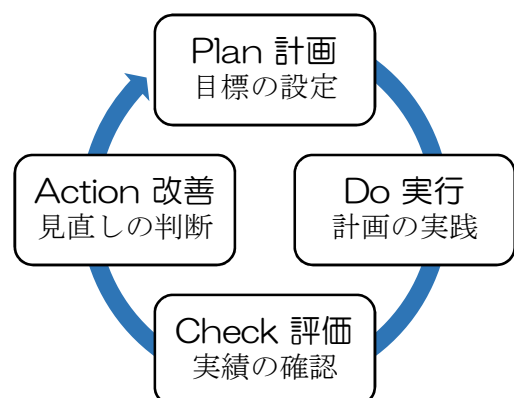 Plan 計画
目標の設定
Do 実行
計画の実践
Check 評価
実績の確認
Action 改善
見直しの判断